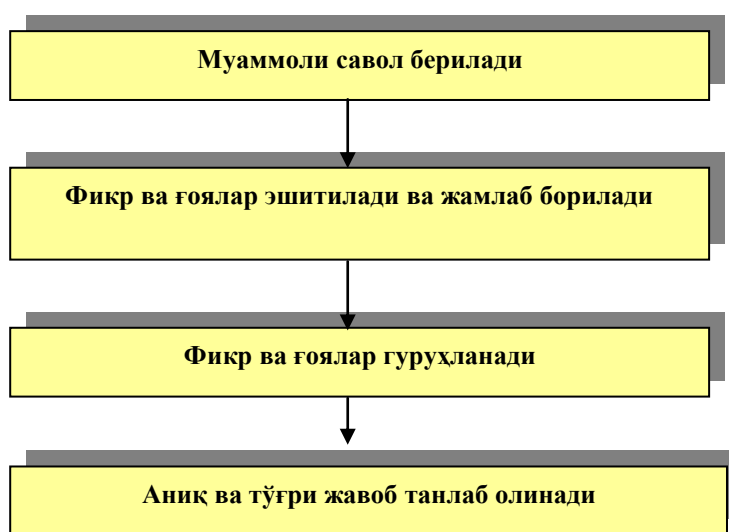 Муаммоли савол берилади
Фикр ва ғоялар эшитилади ва жамлаб борилади
Фикр ва ғоялар гуруҳланади
Аниқ ва тўғри жавоб танлаб олинади